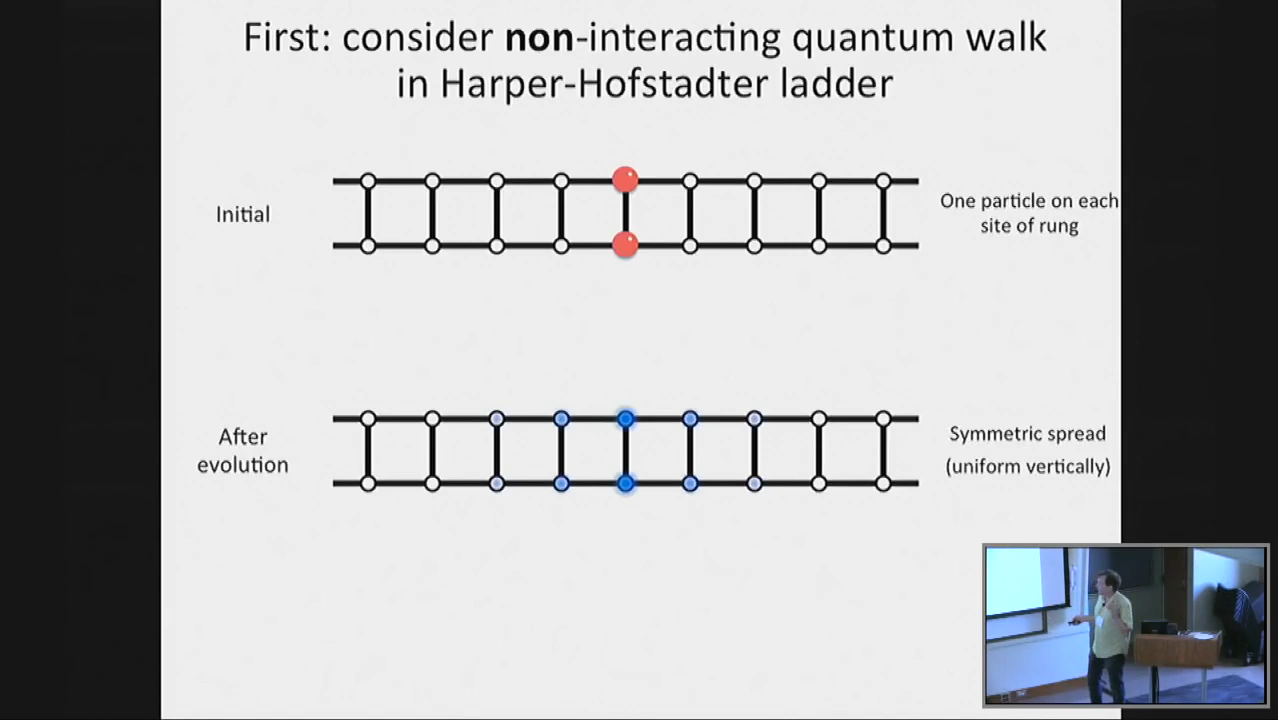 First: consider non-interacting quantum walk
in Harper-Hofstadter ladder
Initial
One particle on each
site of rung
After
evolution
Symmetric spread
(uniform vertically)